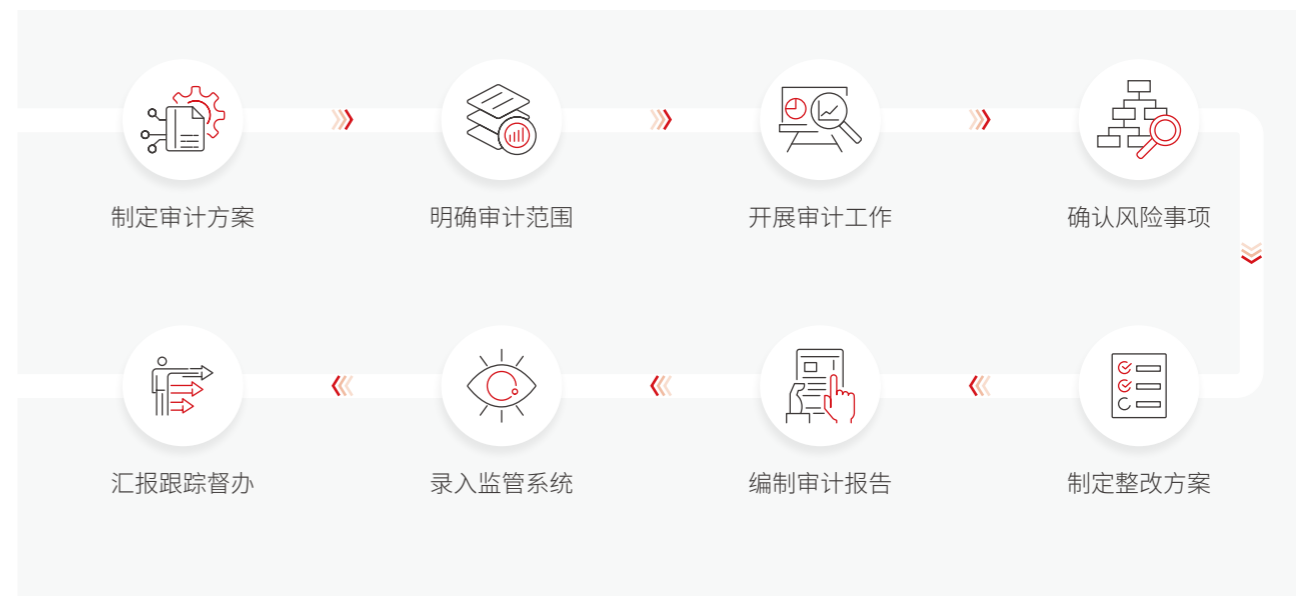 制定审计方案
明确审计范围
开展审计工作
确认风险事项
制定整改方案
编制审计报告
录入监管系统
汇报跟踪督办